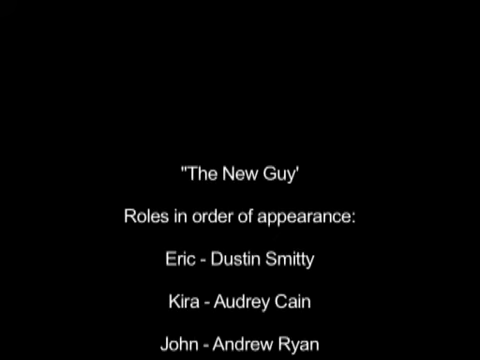 "The New Guy'
Roles in order of appearance:
Eric - Dustin Smitty
Kira - Audrey Cain
John - Andrew Ryan